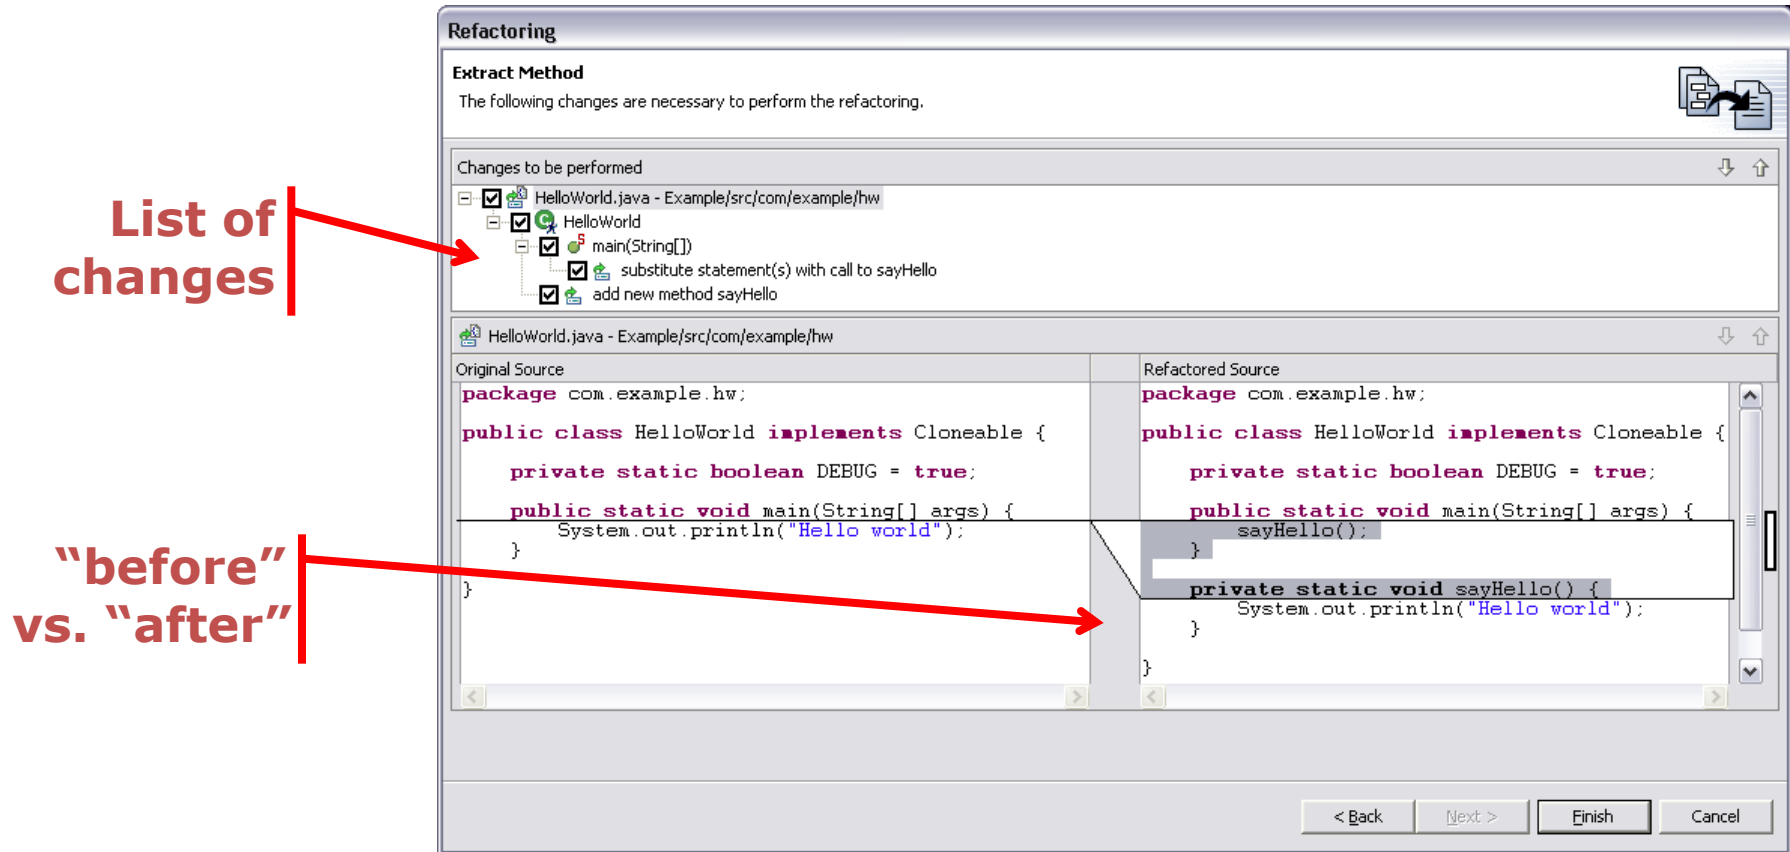 Refactoring
Extract Method
The following changes are necessary to perform the refactoring.
Changes to be performed
HelloWorld.java - Example/src/com/example/hw
HelloWorld
main(String[])
substitute statement(s) with call to sayHello
add new method sayHello
List of
changes
HelloWorld.java - Example/src/com/example/hw
Original Source
package com.example.hw;
public class HelloWorld implements Cloneable {
private static boolean DEBUG = true;
public static void main(String[] args) {
System.out.println("Hello world");
}
}
Refactored Source
package com.example.hw;
public class HelloWorld implements Cloneable {
private static boolean DEBUG = true;
public static void main(String[] args) {
sayHello();
}
private static void sayHello() {
System.out.println("Hello world");
}
}
“before”
vs. “after”
< Back
Next >
Finish
Cancel